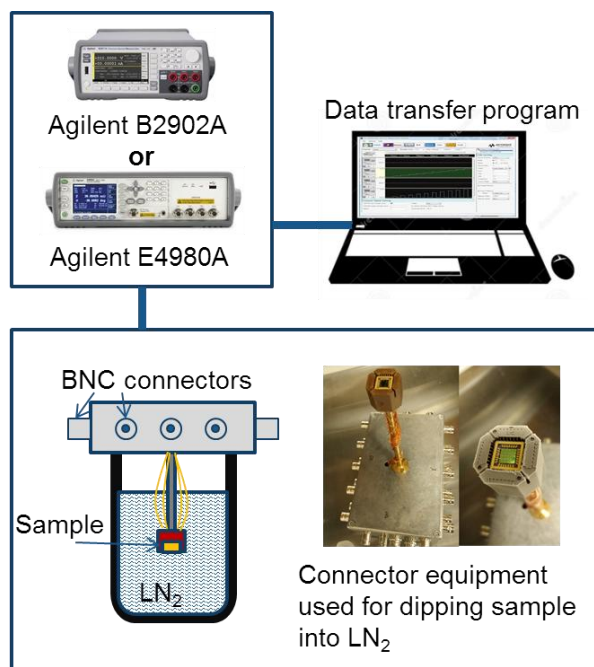 Agilent B2902A
or
Agilent E4980A
Data transfer program
BNC connectors
Sample
LN₂
Connector equipment
used for dipping sample
into LN₂